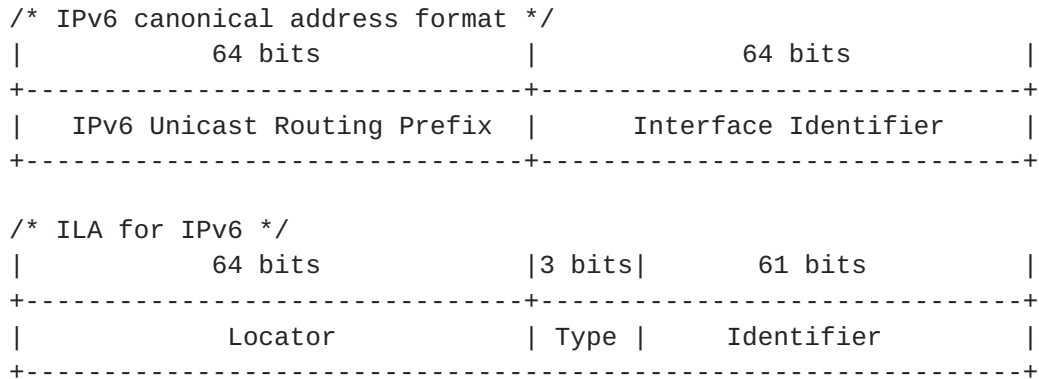 /* IPv6 canonical address format */
|            64 bits             |             64 bits           |
+--------------------------------+-------------------------------+
|   IPv6 Unicast Routing Prefix  |      Interface Identifier     |
+--------------------------------+-------------------------------+

/* ILA for IPv6 */
|            64 bits             |3 bits|       61 bits          |
+--------------------------------+-------------------------------+
|             Locator            | Type |     Identifier         |
+----------------------------------------------------------------+